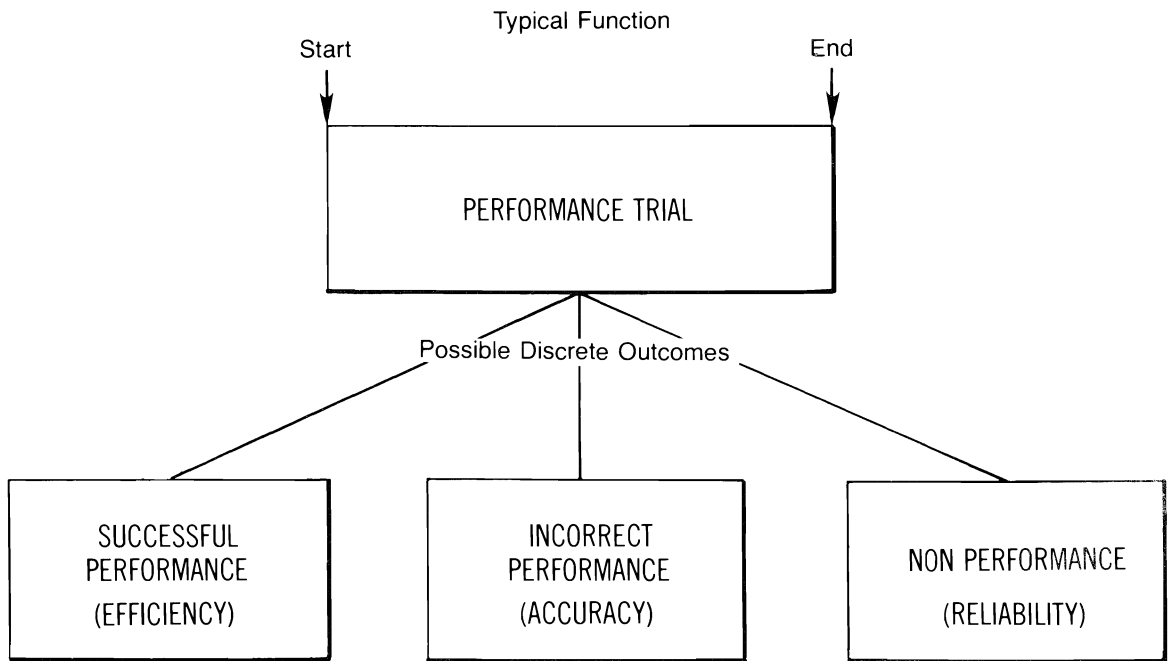 Typical Function
Start
End
PERFORMANCE TRIAL
Possible Discrete Outcomes
SUCCESSFUL
PERFORMANCE
(EFFICIENCY)
INCORRECT
PERFORMANCE
(ACCURACY)
NON PERFORMANCE
(RELIABILITY)